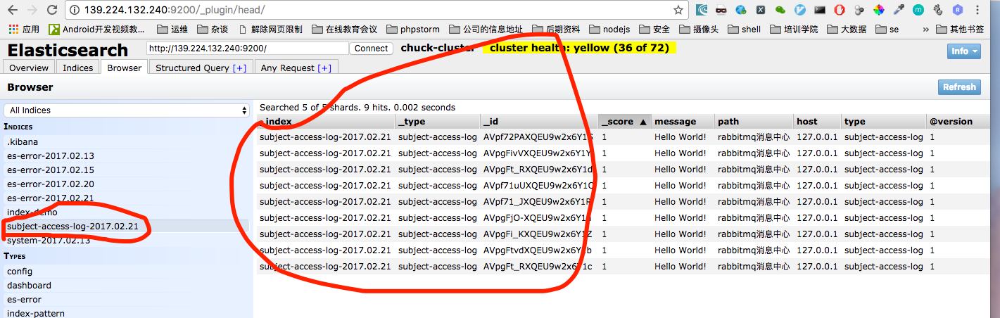 139.224.132.240:9200/_plugin/head/
应用 Android开发视频教... 运维 杂谈 解除网页限制 在线教育会议 phpstorm 公司的信息地址 后期资料 nodejs 安全 摄像头 shell 培训学院 大数据 se » 其他书签
Elasticsearch http://139.224.132.240:9200/ Connect chuck-cluster cluster health: yellow (36 of 72) Info
Overview Indices Browser Structured Query [+] Any Request [+]
Browser Refresh
All Indices
INDICES
.kibana
es-error-2017.02.13
es-error-2017.02.15
es-error-2017.02.20
es-error-2017.02.21
index-demo
subject-access-log-2017.02.21
system-2017.02.13
TYPES
config
dashboard
es-error
index-pattern
Searched 5 of 5 shards. 9 hits. 0.002 seconds
_index _type _id _score ▲ message path host type @version
subject-access-log-2017.02.21 subject-access-log 1 Hello World! rabbitmq消息中心 127.0.0.1 subject-access-log 1
subject-access-log-2017.02.21 subject-access-log 1 Hello World! rabbitmq消息中心 127.0.0.1 subject-access-log 1
subject-access-log-2017.02.21 subject-access-log AVpgFt_RXQEU9w2x6Y1d 1 Hello World! rabbitmq消息中心 127.0.0.1 subject-access-log 1
subject-access-log-2017.02.21 subject-access-log 1 Hello World! rabbitmq消息中心 127.0.0.1 subject-access-log 1
subject-access-log-2017.02.21 subject-access-log 1 Hello World! rabbitmq消息中心 127.0.0.1 subject-access-log 1
subject-access-log-2017.02.21 subject-access-log 1 Hello World! rabbitmq消息中心 127.0.0.1 subject-access-log 1
subject-access-log-2017.02.21 subject-access-log 1 Hello World! rabbitmq消息中心 127.0.0.1 subject-access-log 1
subject-access-log-2017.02.21 subject-access-log 1 Hello World! rabbitmq消息中心 127.0.0.1 subject-access-log 1
subject-access-log-2017.02.21 subject-access-log AVpgFt_RXQEU9w2x6Y1c 1 Hello World! rabbitmq消息中心 127.0.0.1 subject-access-log 1